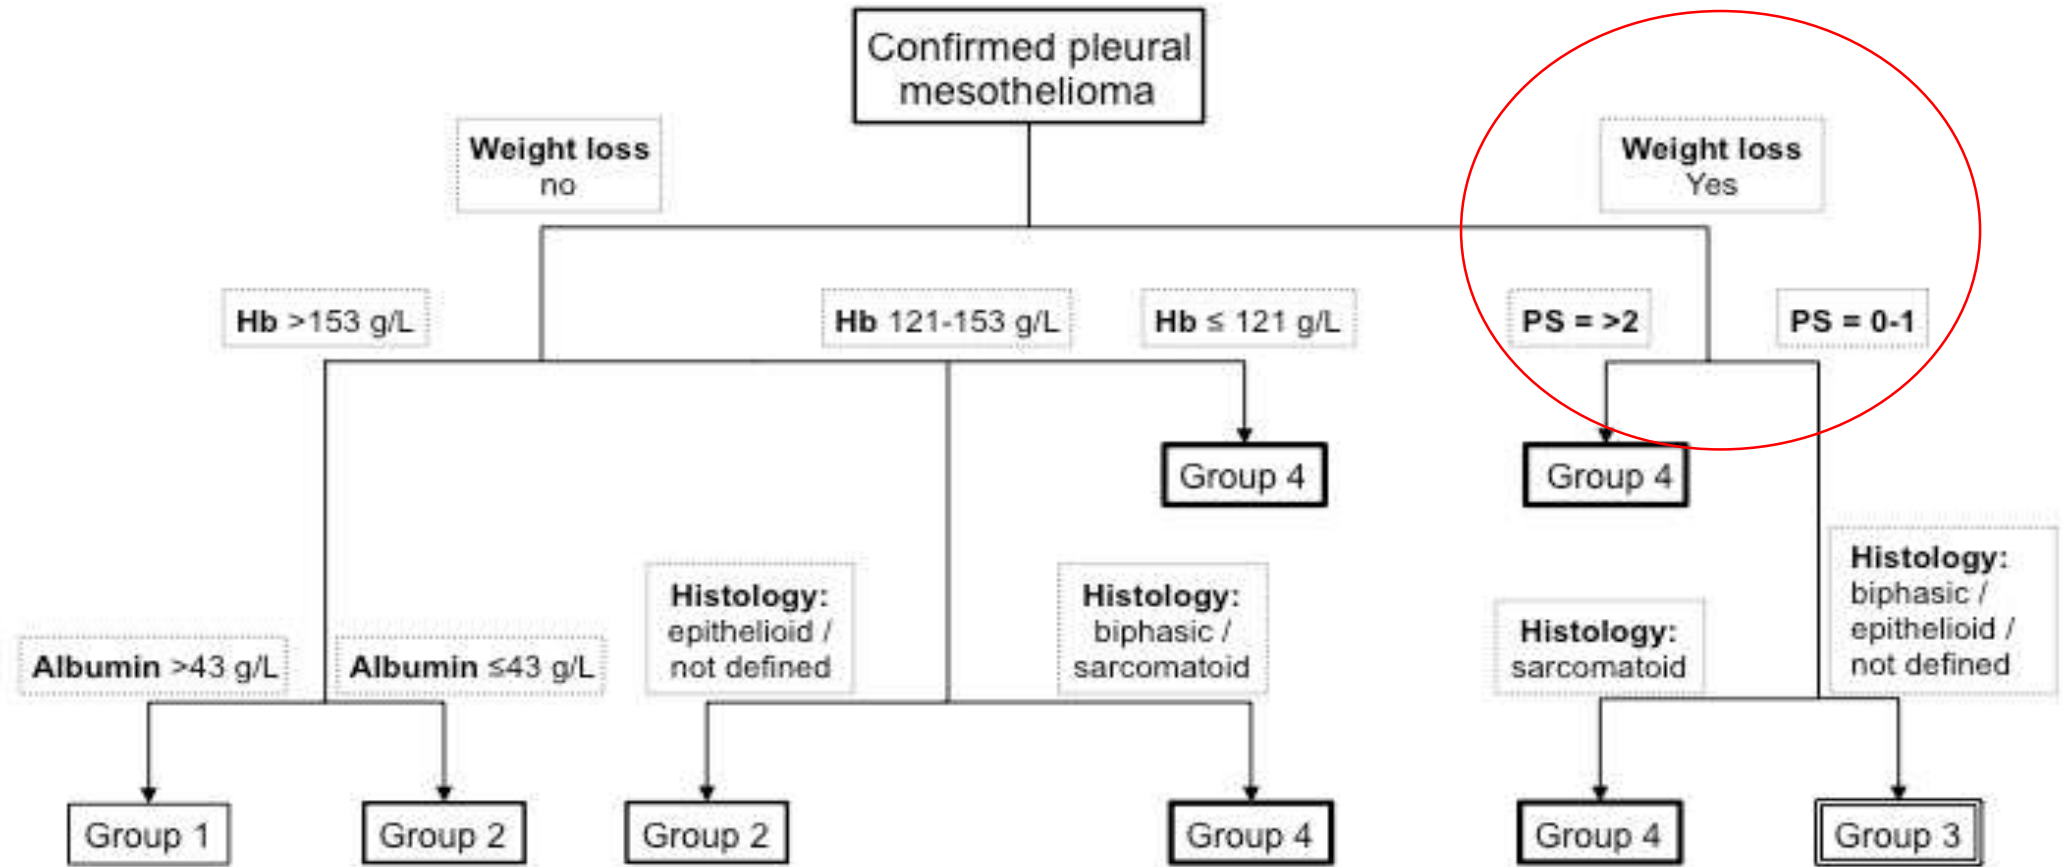 Confirmed pleural
mesothelioma
Weight loss
no
Weight loss
Yes
Hb >153 g/L
Hb 121-153 g/L
Hb ≤ 121 g/L
PS = >2
PS = 0-1
Group 4
Group 4
Albumin >43 g/L
Albumin ≤43 g/L
Histology:
epithelioid /
not defined
Histology:
biphasic /
sarcomatoid
Histology:
sarcomatoid
Histology:
biphasic /
epithelioid /
not defined
Group 1
Group 2
Group 2
Group 4
Group 4
Group 3